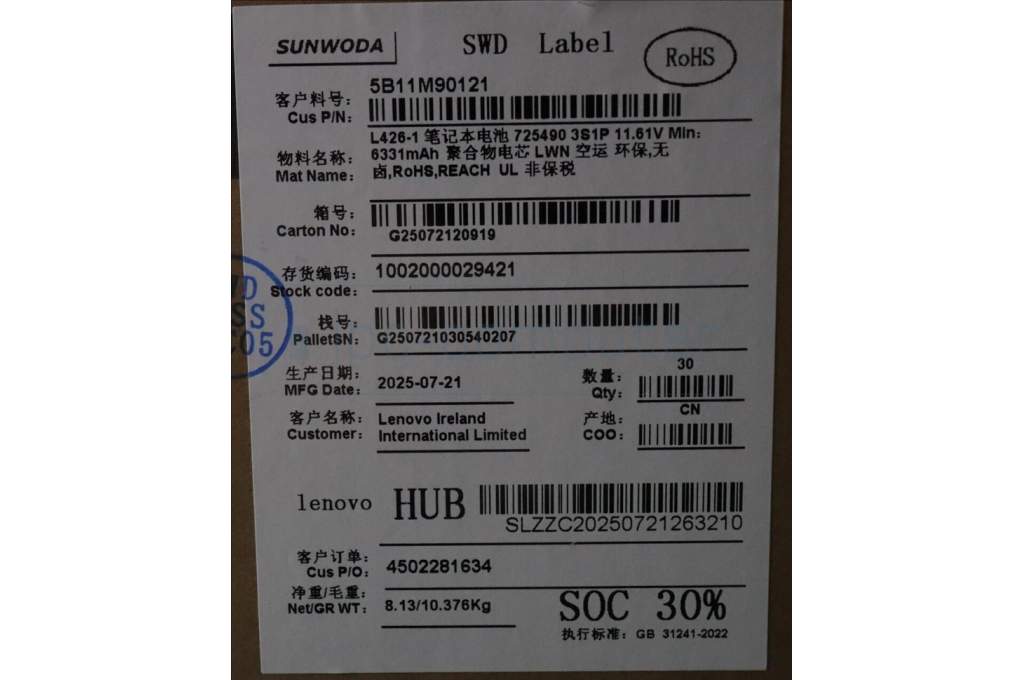 SUNWODA
SWD Label
RoHS
客户料号：
Cus P/N：
5B11M90121
物料名称：
Mat Name：
L426-1 笔记本电池 725490 3S1P 11.61V Min：
6331mAh 聚合物电芯 LWN 空运 环保,无
卤,RoHS,REACH UL 非保税
箱号：
Carton No：
G25072120919
存货编码：
Stock code：
1002000029421
栈号：
PalletSN：
G250721030540207
生产日期：
MFG Date：
2025-07-21
数量：
Qty：
30
客户名称：
Customer：
Lenovo Ireland
International Limited
产地：
COO：
CN
lenovo HUB
SLZZC20250721263210
客户订单：
Cus P/O：
4502281634
净重/毛重：
Net/GR WT：
8.13/10.376Kg
SOC 30%
执行标准：GB 31241-2022